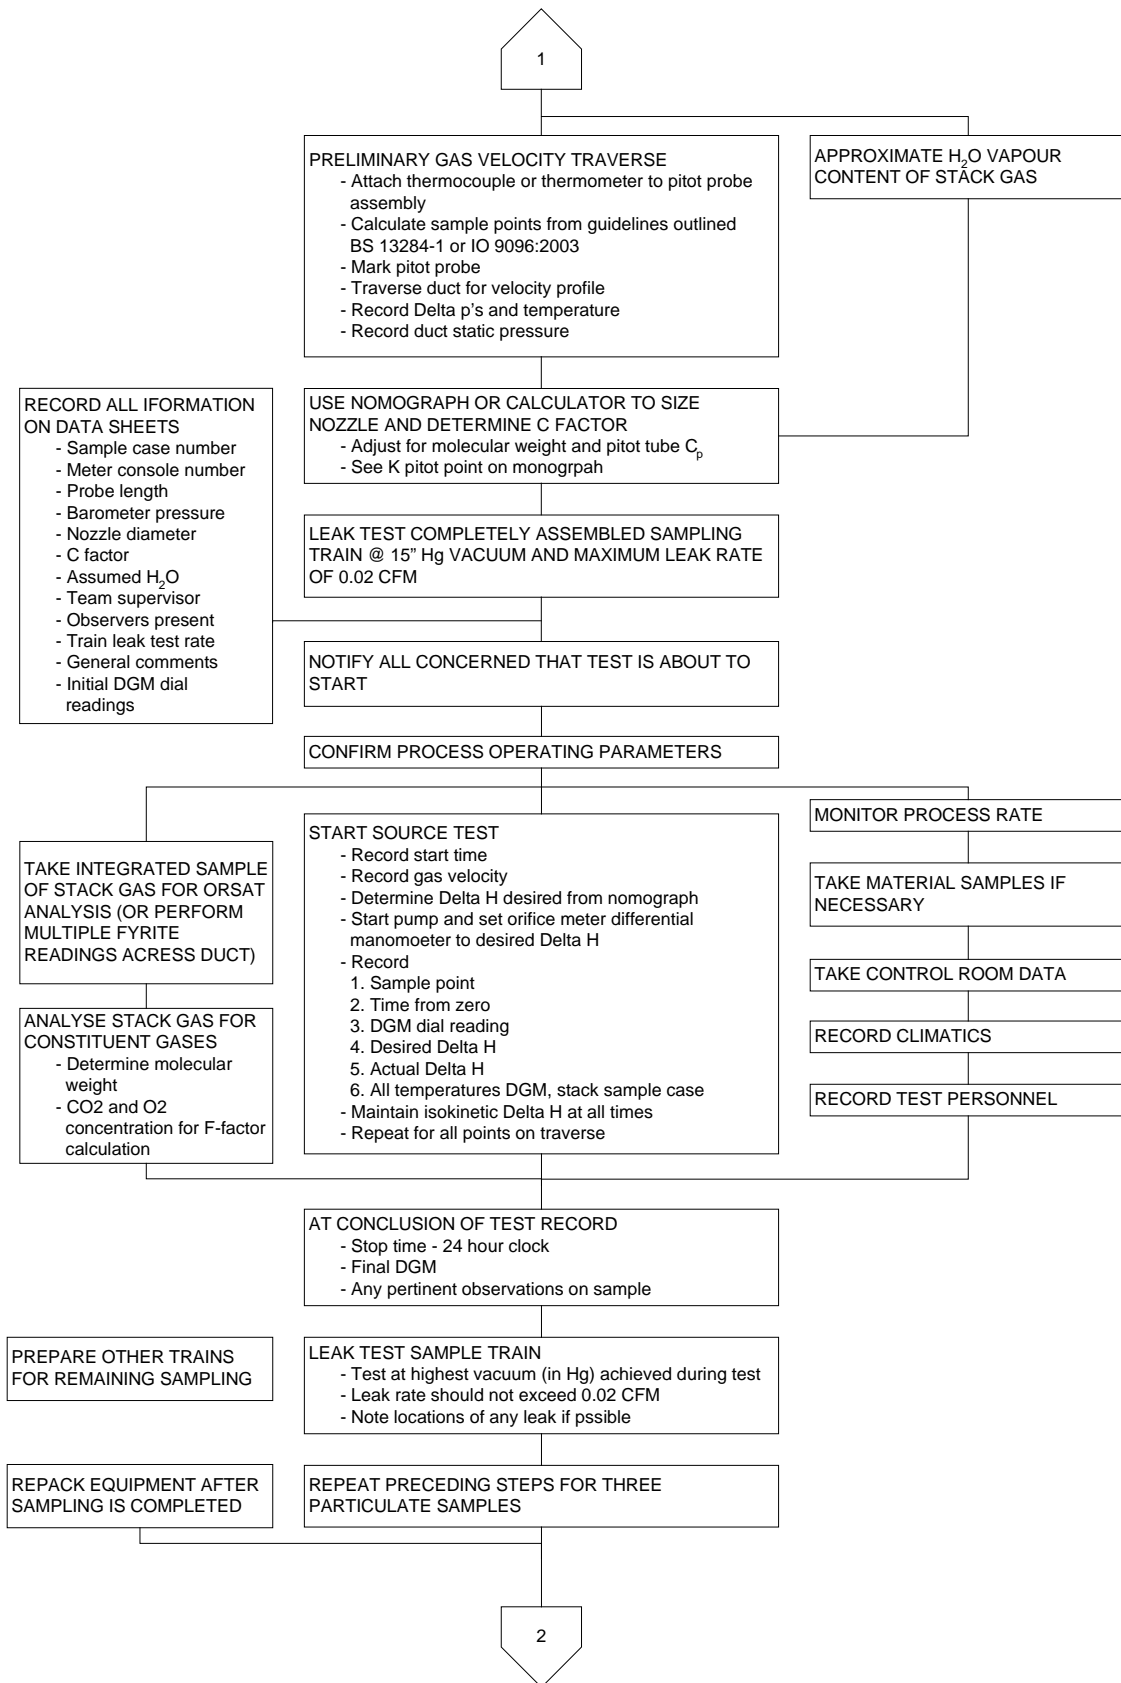 1
PRELIMINARY GAS VELOCITY TRAVERSE
- Attach thermocouple or thermometer to pitot probe
assembly
- Calculate sample points from guidelines outlined
BS 13284-1 or IO 9096:2003
- Mark pitot probe
- Traverse duct for velocity profile
- Record Delta p's and temperature
- Record duct static pressure
APPROXIMATE H₂O VAPOUR
CONTENT OF STACK GAS
RECORD ALL IFORMATION
ON DATA SHEETS
- Sample case number
- Meter console number
- Probe length
- Barometer pressure
- Nozzle diameter
- C factor
- Assumed H₂O
- Team supervisor
- Observers present
- Train leak test rate
- General comments
- Initial DGM dial
readings
USE NOMOGRAPH OR CALCULATOR TO SIZE
NOZZLE AND DETERMINE C FACTOR
- Adjust for molecular weight and pitot tube Cₚ
- See K pitot point on monogrpah
LEAK TEST COMPLETELY ASSEMBLED SAMPLING
TRAIN @ 15” Hg VACUUM AND MAXIMUM LEAK RATE
OF 0.02 CFM
NOTIFY ALL CONCERNED THAT TEST IS ABOUT TO
START
CONFIRM PROCESS OPERATING PARAMETERS
TAKE INTEGRATED SAMPLE
OF STACK GAS FOR ORSAT
ANALYSIS (OR PERFORM
MULTIPLE FYRITE
READINGS ACRESS DUCT)
ANALYSE STACK GAS FOR
CONSTITUENT GASES
- Determine molecular
weight
- CO2 and O2
concentration for F-factor
calculation
START SOURCE TEST
- Record start time
- Record gas velocity
- Determine Delta H desired from nomograph
- Start pump and set orifice meter differential
manomoeter to desired Delta H
- Record
1. Sample point
2. Time from zero
3. DGM dial reading
4. Desired Delta H
5. Actual Delta H
6. All temperatures DGM, stack sample case
- Maintain isokinetic Delta H at all times
- Repeat for all points on traverse
MONITOR PROCESS RATE
TAKE MATERIAL SAMPLES IF
NECESSARY
TAKE CONTROL ROOM DATA
RECORD CLIMATICS
RECORD TEST PERSONNEL
AT CONCLUSION OF TEST RECORD
- Stop time - 24 hour clock
- Final DGM
- Any pertinent observations on sample
PREPARE OTHER TRAINS
FOR REMAINING SAMPLING
LEAK TEST SAMPLE TRAIN
- Test at highest vacuum (in Hg) achieved during test
- Leak rate should not exceed 0.02 CFM
- Note locations of any leak if pssible
REPACK EQUIPMENT AFTER
SAMPLING IS COMPLETED
REPEAT PRECEDING STEPS FOR THREE
PARTICULATE SAMPLES
2